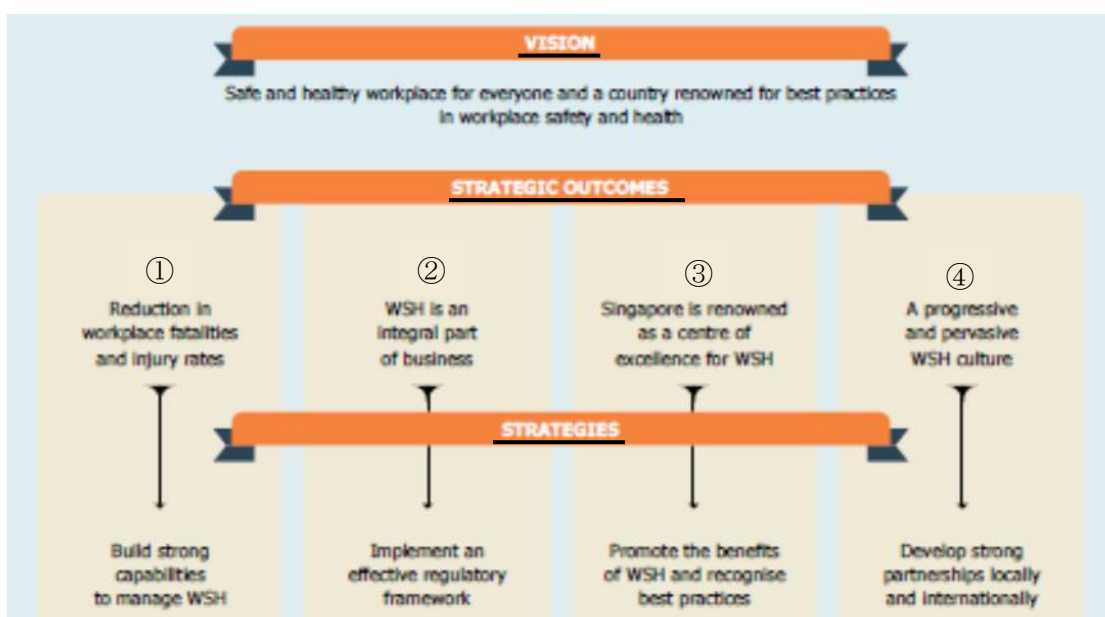 VISION
Safe and healthy workplace for everyone and a country renowned for best practices
in workplace safety and health
STRATEGIC OUTCOMES
①
Reduction in
workplace fatalities
and injury rates
②
WSH is an
integral part
of business
③
Singapore is renowned
as a centre of
excellence for WSH
④
A progressive
and pervasive
WSH culture
STRATEGIES
Build strong
capabilities
to manage WSH
Implement an
effective regulatory
framework
Promote the benefits
of WSH and recognise
best practices
Develop strong
partnerships locally
and internationally